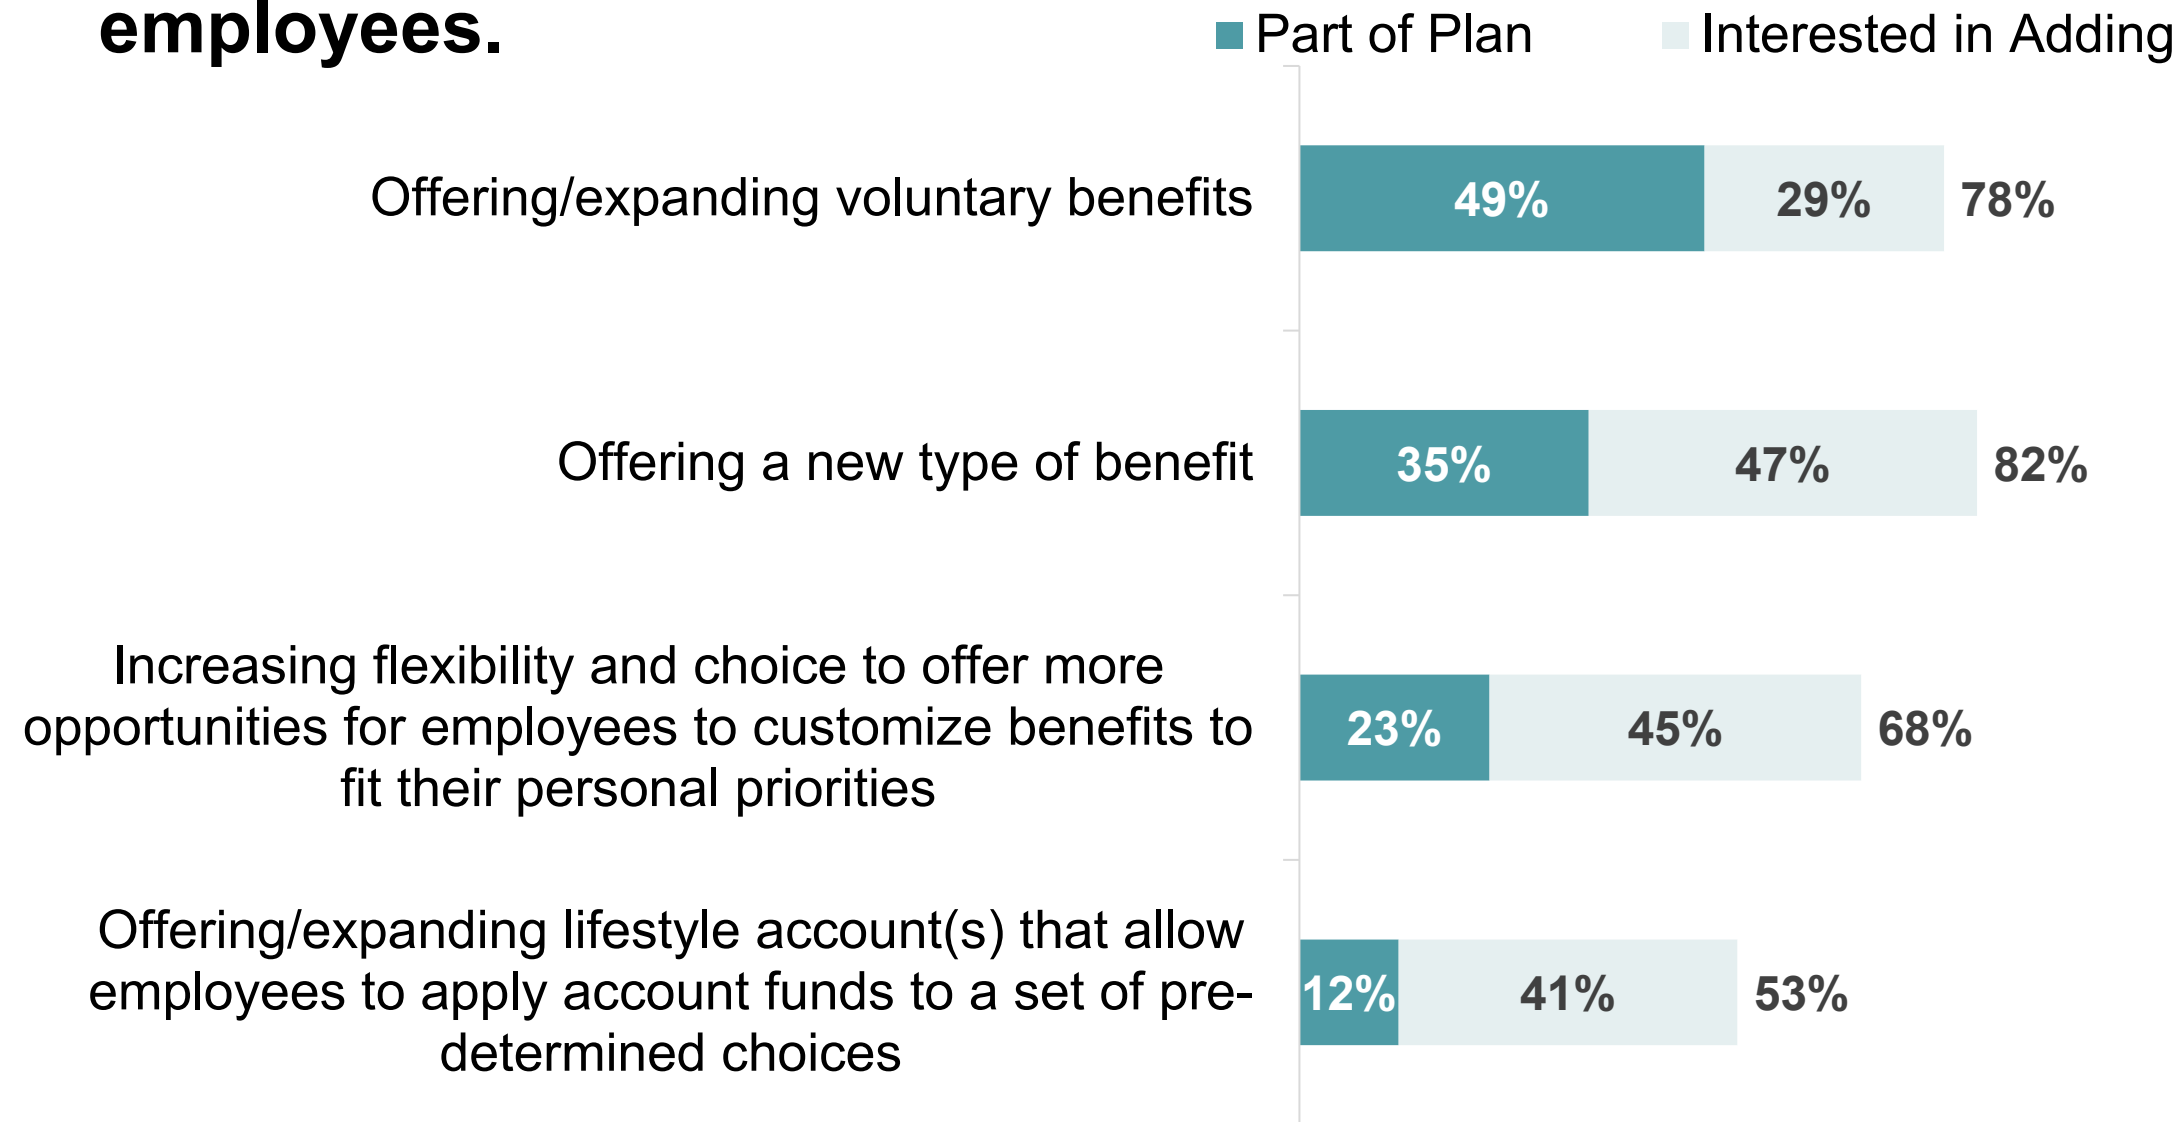 employees.
Part of Plan
Interested in Adding
Offering/expanding voluntary benefits
49%
29%
78%
Offering a new type of benefit
35%
47%
82%
Increasing flexibility and choice to offer more
opportunities for employees to customize benefits to
fit their personal priorities
23%
45%
68%
Offering/expanding lifestyle account(s) that allow
employees to apply account funds to a set of pre-
determined choices
12%
41%
53%